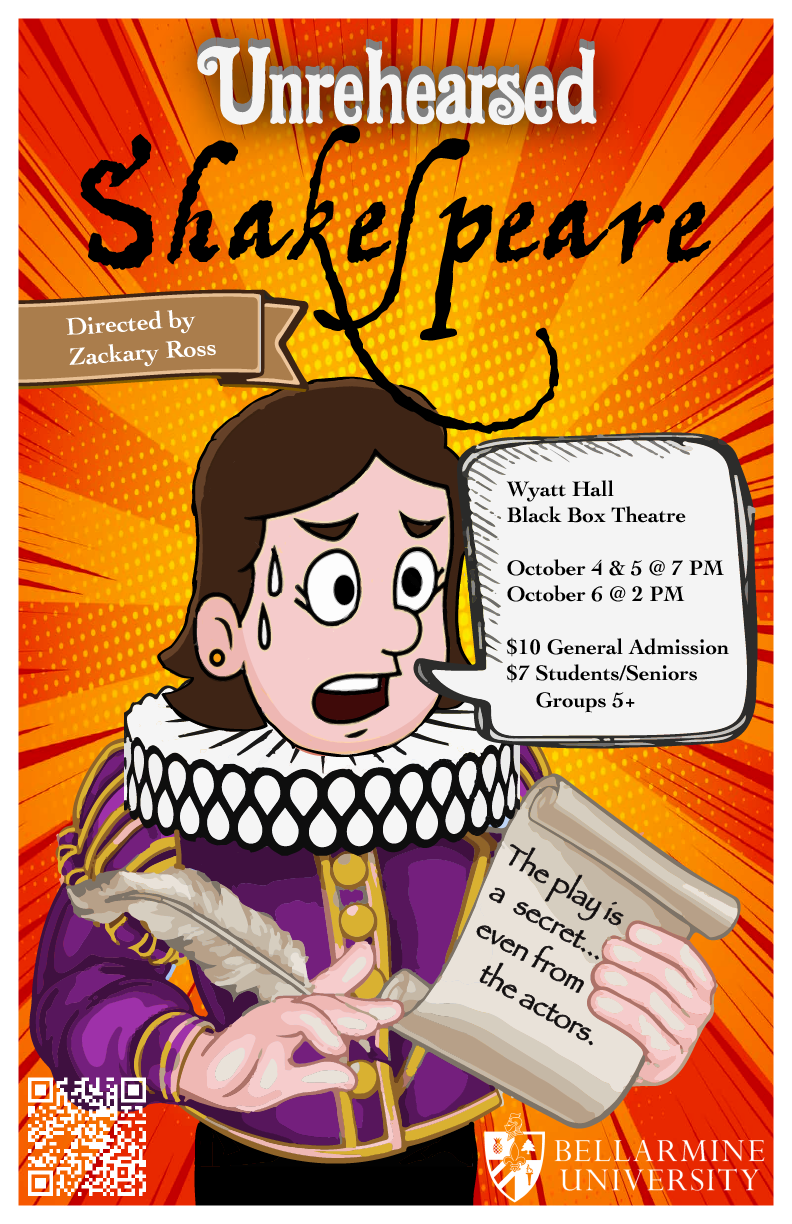 Unrehearsed
Shakespeare
Directed by
Zackary Ross
Wyatt Hall
Black Box Theatre
October 4 & 5 @ 7 PM
October 6 @ 2 PM
$10 General Admission
$7 Students/Seniors
Groups 5+
The play is
a secret...
even from
the actors.
BELLARMINE
UNIVERSITY